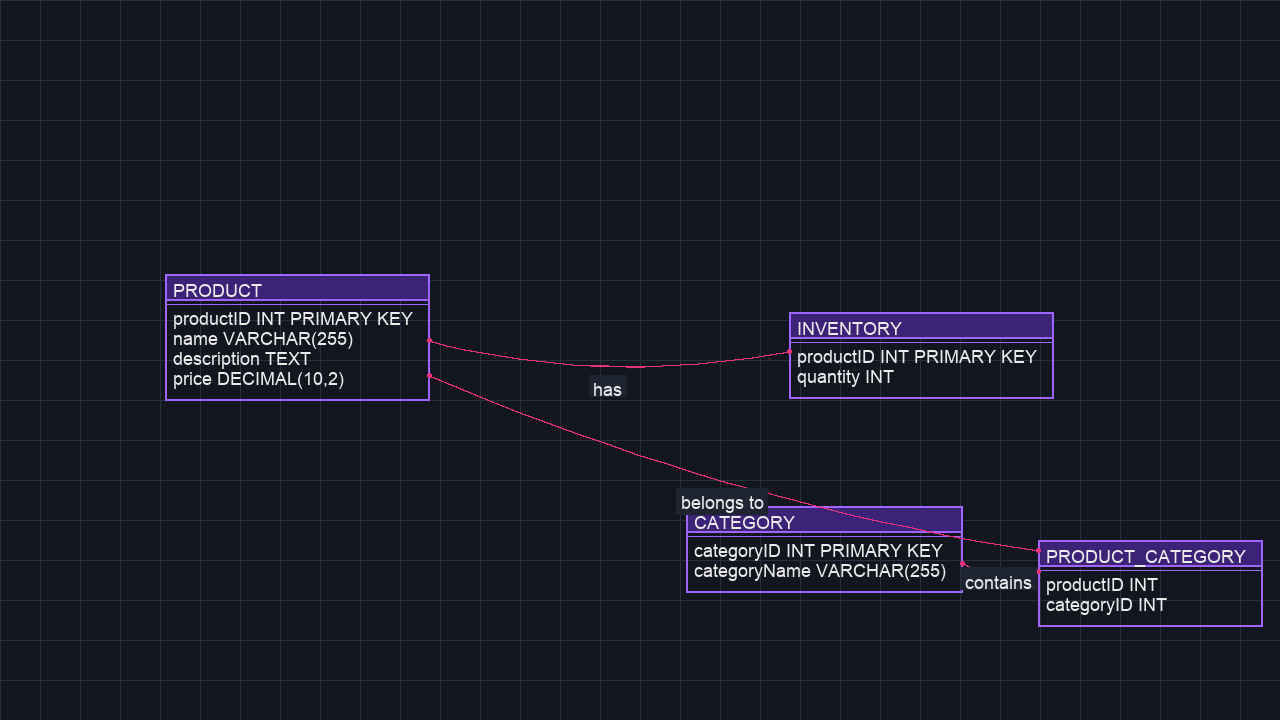 PRODUCT
productID INT PRIMARY KEY
name VARCHAR(255)
description TEXT
price DECIMAL(10,2)
has
INVENTORY
productID INT PRIMARY KEY
quantity INT
belongs to
CATEGORY
categoryID INT PRIMARY KEY
categoryName VARCHAR(255)
contains
PRODUCT_CATEGORY
productID INT
categoryID INT